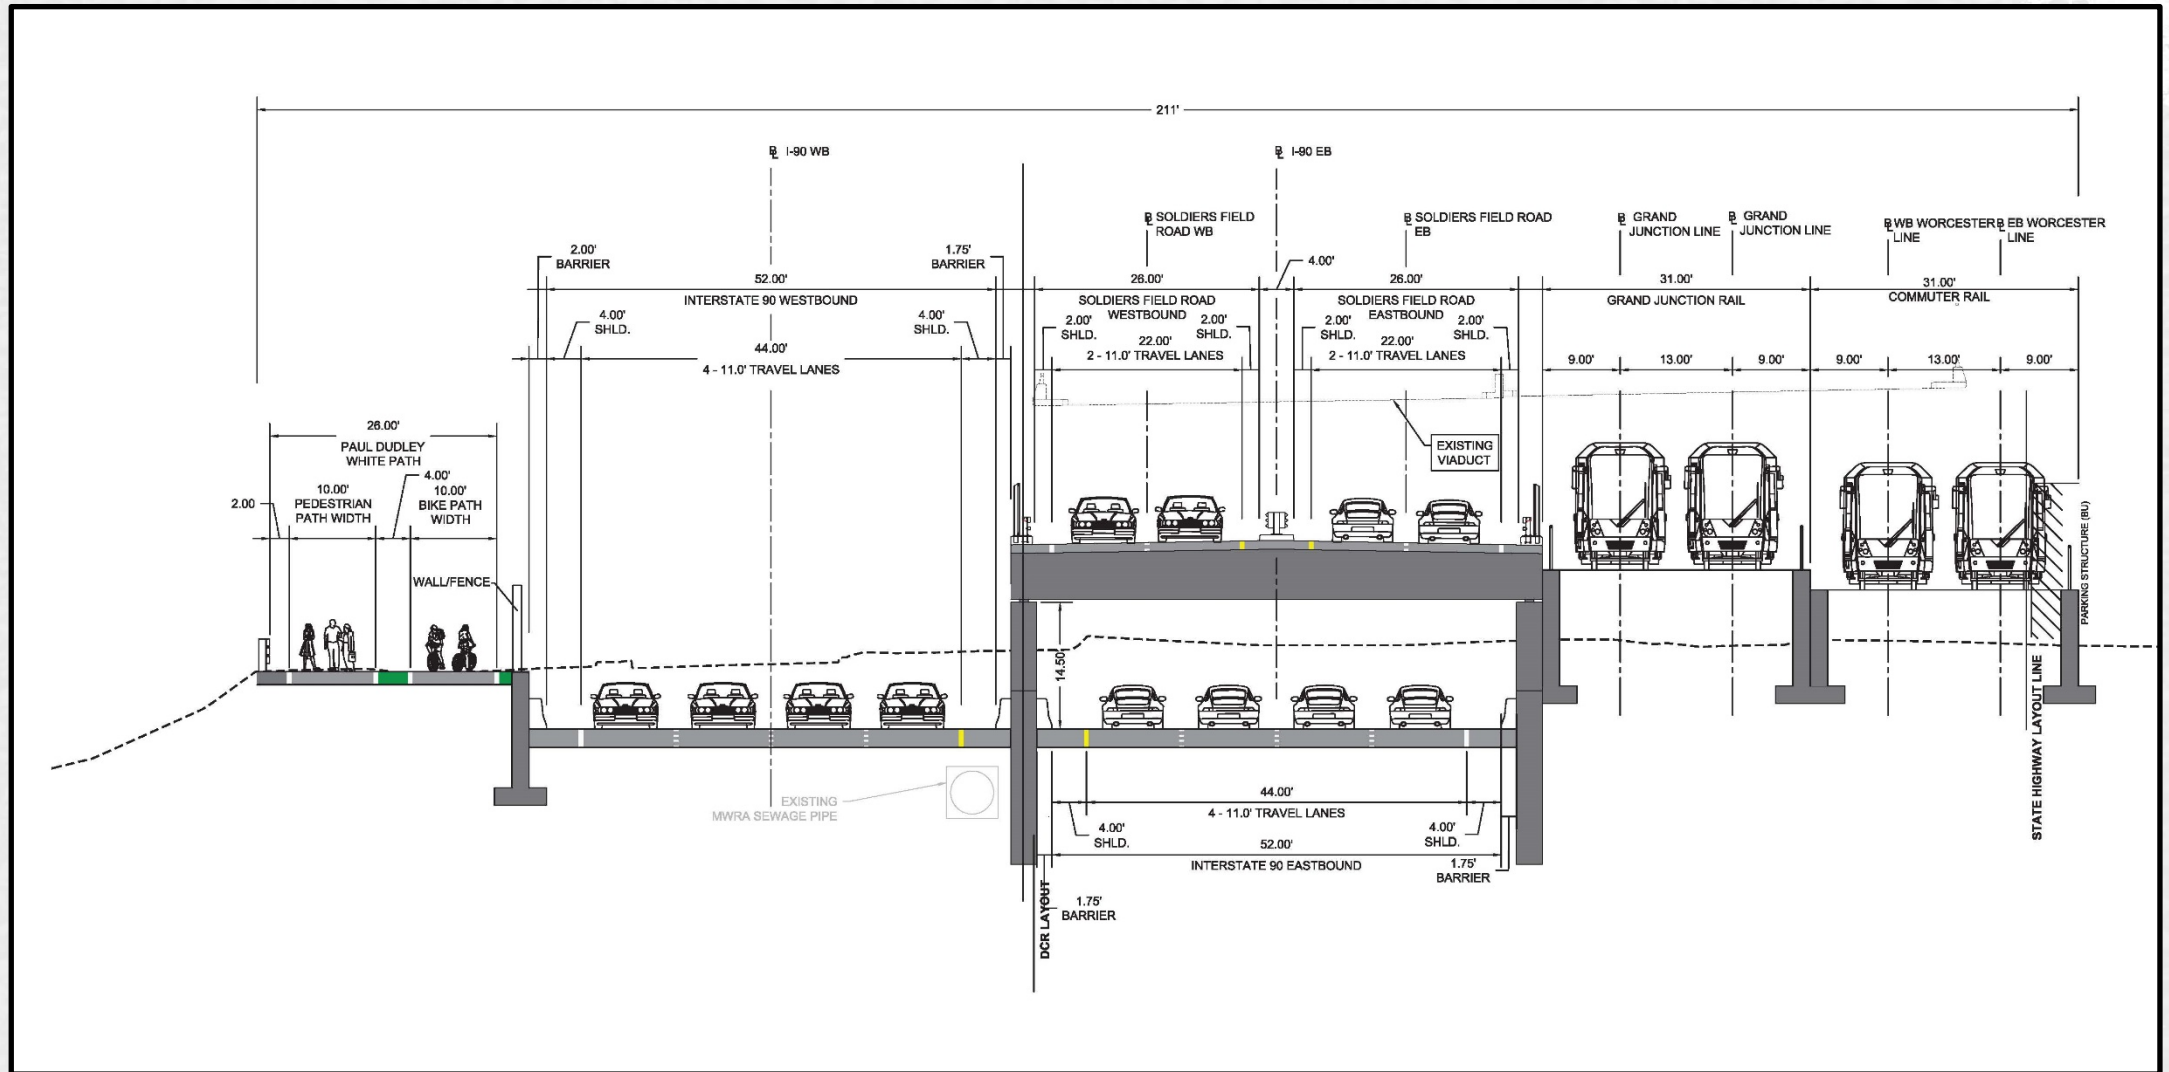 211'
℄ I-90 WB
℄ I-90 EB
℄ SOLDIERS FIELD
ROAD WB
℄ SOLDIERS FIELD ROAD
EB
℄ GRAND
JUNCTION LINE
℄ GRAND
JUNCTION LINE
℄ WB WORCESTER
LINE
℄ EB WORCESTER
LINE
2.00'
BARRIER
1.75'
BARRIER
52.00'
INTERSTATE 90 WESTBOUND
4.00'
SHLD.
4.00'
SHLD.
44.00'
4 - 11.0' TRAVEL LANES
26.00'
SOLDIERS FIELD ROAD
WESTBOUND
4.00'
26.00'
SOLDIERS FIELD ROAD
EASTBOUND
31.00'
GRAND JUNCTION RAIL
31.00'
COMMUTER RAIL
2.00'
SHLD.
2.00'
SHLD.
22.00'
2 - 11.0' TRAVEL LANES
2.00'
SHLD.
2.00'
SHLD.
22.00'
2 - 11.0' TRAVEL LANES
9.00'
13.00'
9.00'
9.00'
13.00'
9.00'
26.00'
PAUL DUDLEY
WHITE PATH
2.00
10.00'
PEDESTRIAN
PATH WIDTH
4.00'
10.00'
BIKE PATH
WIDTH
WALL/FENCE
EXISTING
VIADUCT
PARKING STRUCTURE (BU)
14.50'
STATE HIGHWAY LAYOUT LINE
EXISTING
MWRA SEWAGE PIPE
44.00'
4 - 11.0' TRAVEL LANES
4.00'
SHLD.
4.00'
SHLD.
52.00'
INTERSTATE 90 EASTBOUND
1.75'
BARRIER
DCR LAYOUT
1.75'
BARRIER